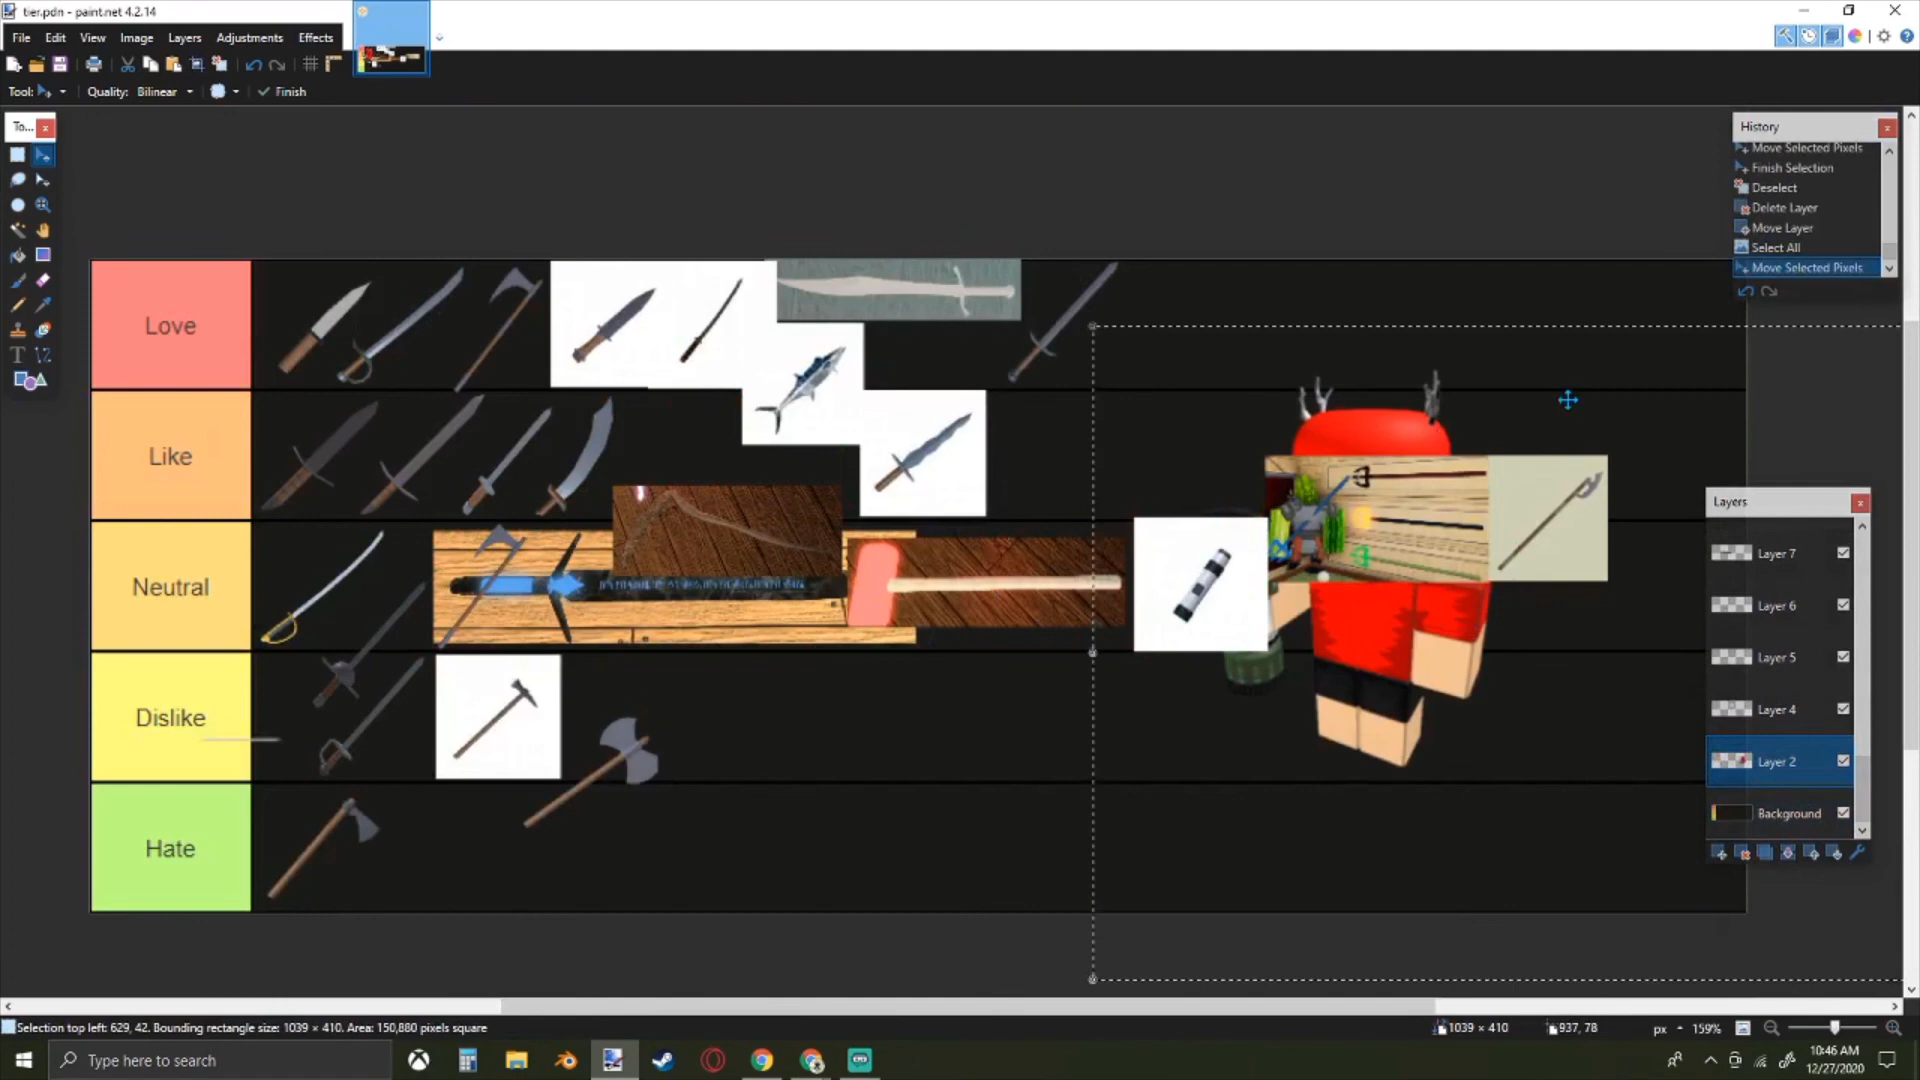 tier.pdn - paint.net 4.2.14
File Edit View Image Layers Adjustments Effects
Tool: Quality: Bilinear Finish
To...
History
Move Selected Pixels
Finish Selection
Deselect
Delete Layer
Move Layer
Select All
Move Selected Pixels
Love
Like
Neutral
Dislike
Hate
Layers
Layer 7
Layer 6
Layer 5
Layer 4
Layer 2
Background
Selection top left: 629, 42. Bounding rectangle size: 1039 × 410. Area: 150,880 pixels square
1039 × 410
937, 78
px
159%
Type here to search
10:46 AM
12/27/2020